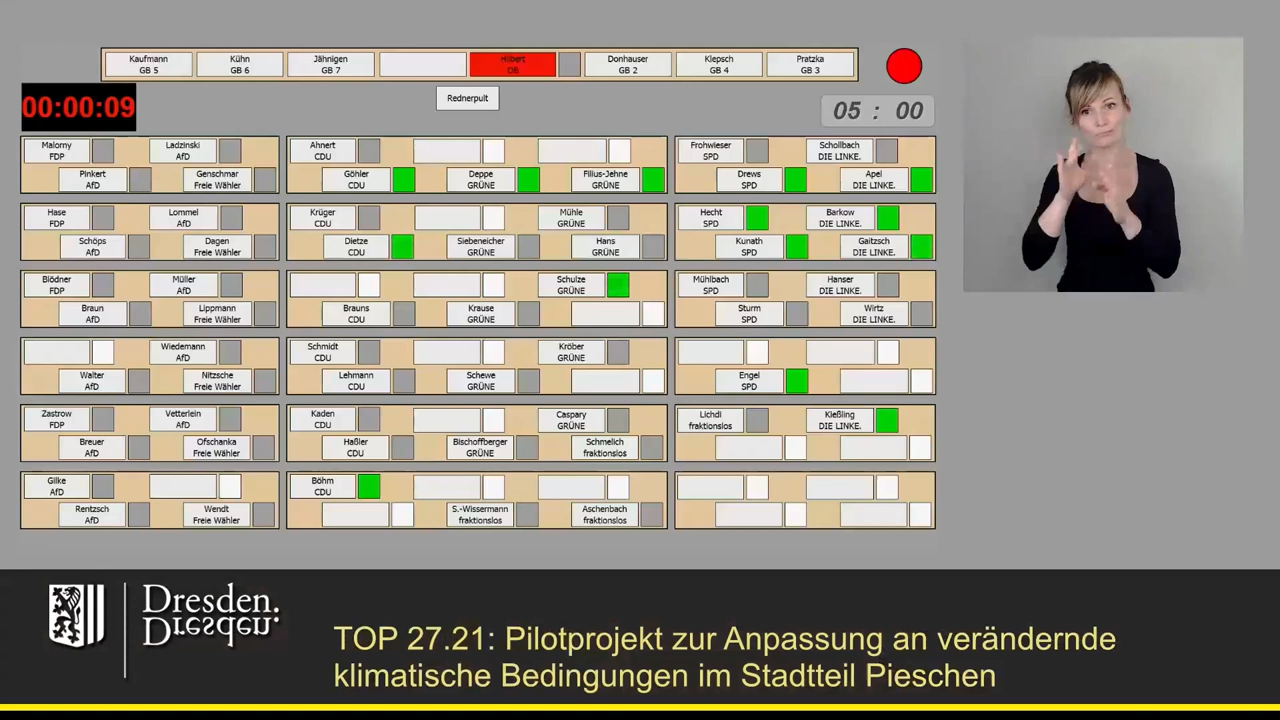 Kaufmann
GB 5
Kühn
GB 6
Jähnigen
GB 7
Hilbert
OB
Donhauser
GB 2
Klepsch
GB 4
Pratzka
GB 3
00:00:09
Rednerpult
05 : 00
Malorny
FDP
Ladzinski
AfD
Pinkert
AfD
Genschmar
Freie Wähler
Ahnert
CDU
Göhler
CDU
Deppe
GRÜNE
Filius-Jehne
GRÜNE
Frohwieser
SPD
Schollbach
DIE LINKE.
Drews
SPD
Apel
DIE LINKE.
Hase
FDP
Lommel
AfD
Schöps
AfD
Dagen
Freie Wähler
Krüger
CDU
Mühle
GRÜNE
Dietze
CDU
Siebeneicher
GRÜNE
Hans
GRÜNE
Hecht
SPD
Barkow
DIE LINKE.
Kunath
SPD
Gaitzsch
DIE LINKE.
Blödner
FDP
Müller
AfD
Braun
AfD
Lippmann
Freie Wähler
Schulze
GRÜNE
Brauns
CDU
Krause
GRÜNE
Mühlbach
SPD
Hanser
DIE LINKE.
Sturm
SPD
Wirtz
DIE LINKE.
Wiedemann
AfD
Walter
AfD
Nitzsche
Freie Wähler
Schmidt
CDU
Kröber
GRÜNE
Lehmann
CDU
Schewe
GRÜNE
Engel
SPD
Zastrow
FDP
Vetterlein
AfD
Breuer
AfD
Ofschanka
Freie Wähler
Kaden
CDU
Caspary
GRÜNE
Haßler
CDU
Bischoffberger
GRÜNE
Schmelich
fraktionslos
Lichdi
fraktionslos
Kießling
DIE LINKE.
Gilke
AfD
Rentzsch
AfD
Wendt
Freie Wähler
Böhm
CDU
S.-Wissermann
fraktionslos
Aschenbach
fraktionslos
Dresden.
Dresden.
TOP 27.21: Pilotprojekt zur Anpassung an verändernde
klimatische Bedingungen im Stadtteil Pieschen